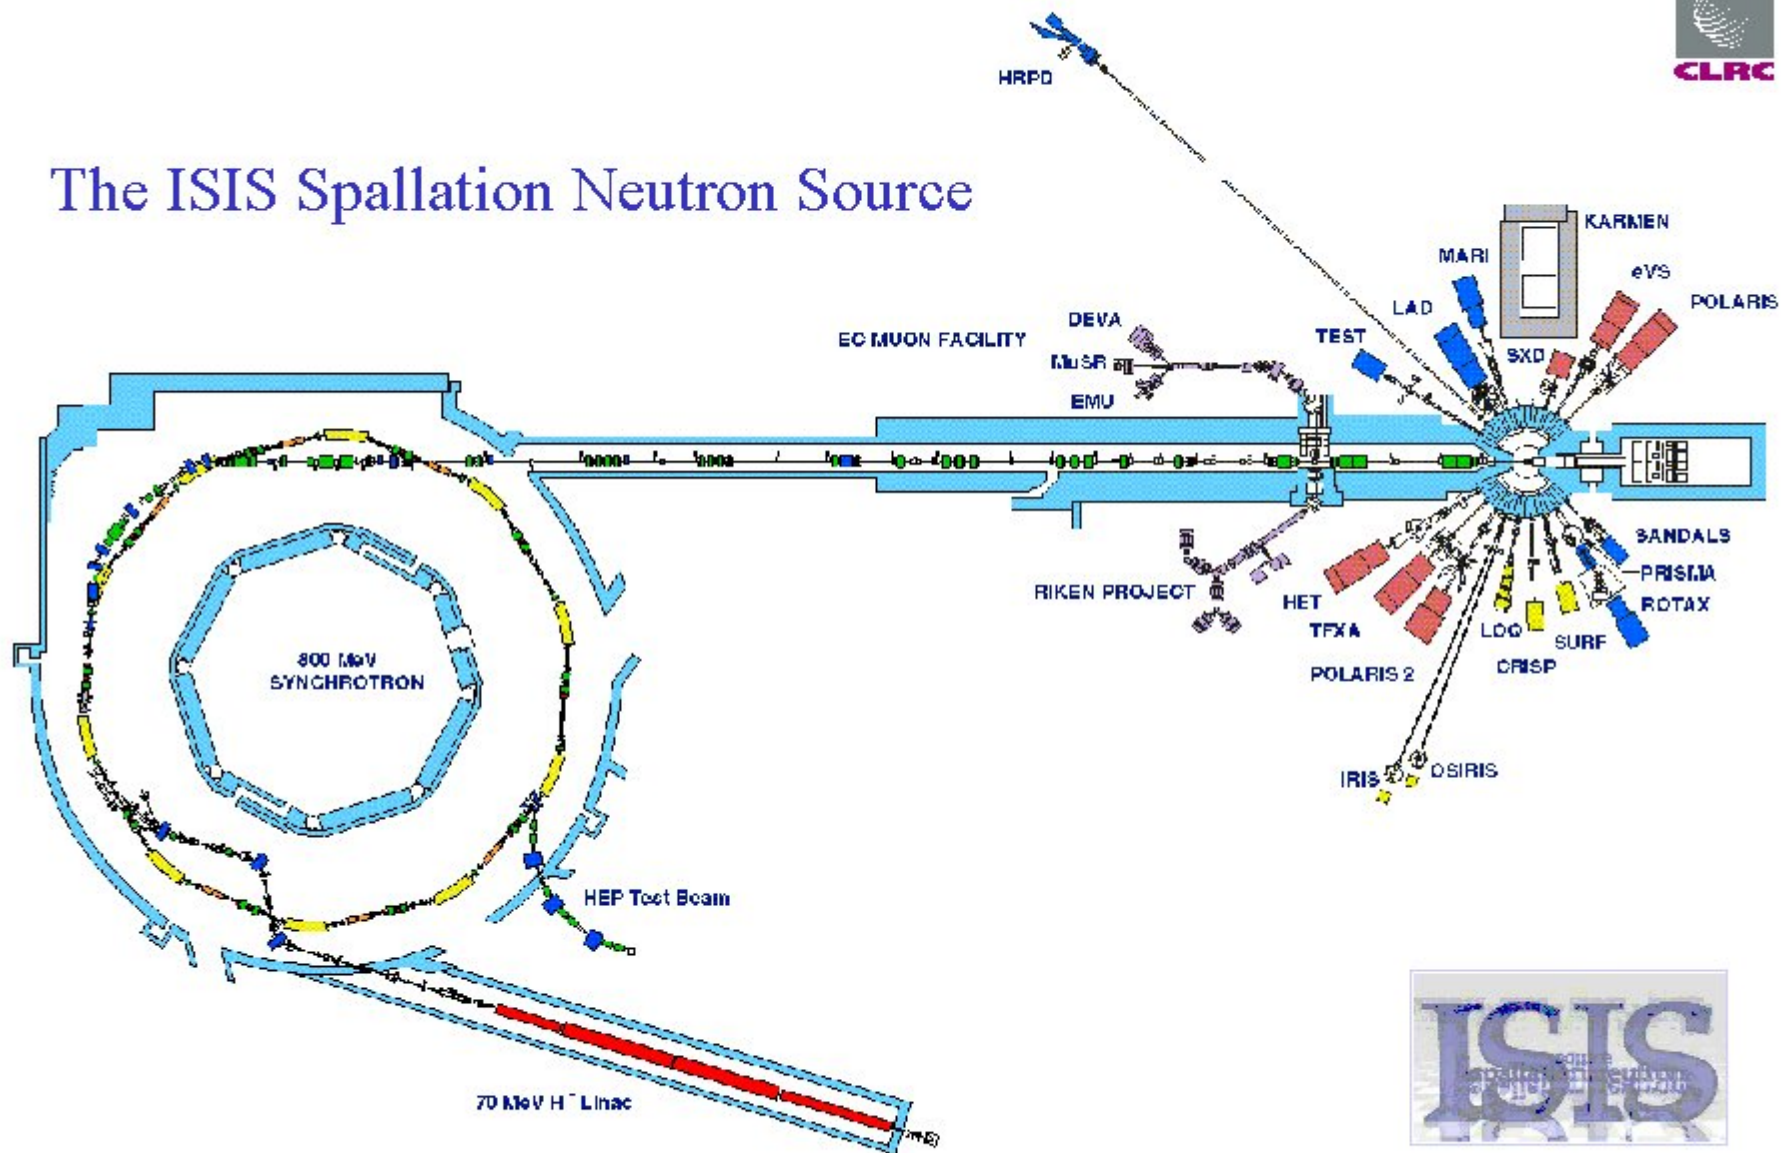 CLRC
HRPD
The ISIS Spallation Neutron Source
KARMEN
MARI
eVS
LAD
POLARIS
DEVA
EC MUON FACILITY
TEST
SXD
MuSR
EMU
SANDALS
PRISMA
RIKEN PROJECT
HET
ROTAX
TFXA
LOQ
SURF
800 MeV
SYNCHROTRON
POLARIS 2
CRISP
IRIS
OSIRIS
HEP Test Beam
70 MeV H⁻ Linac
ISIS